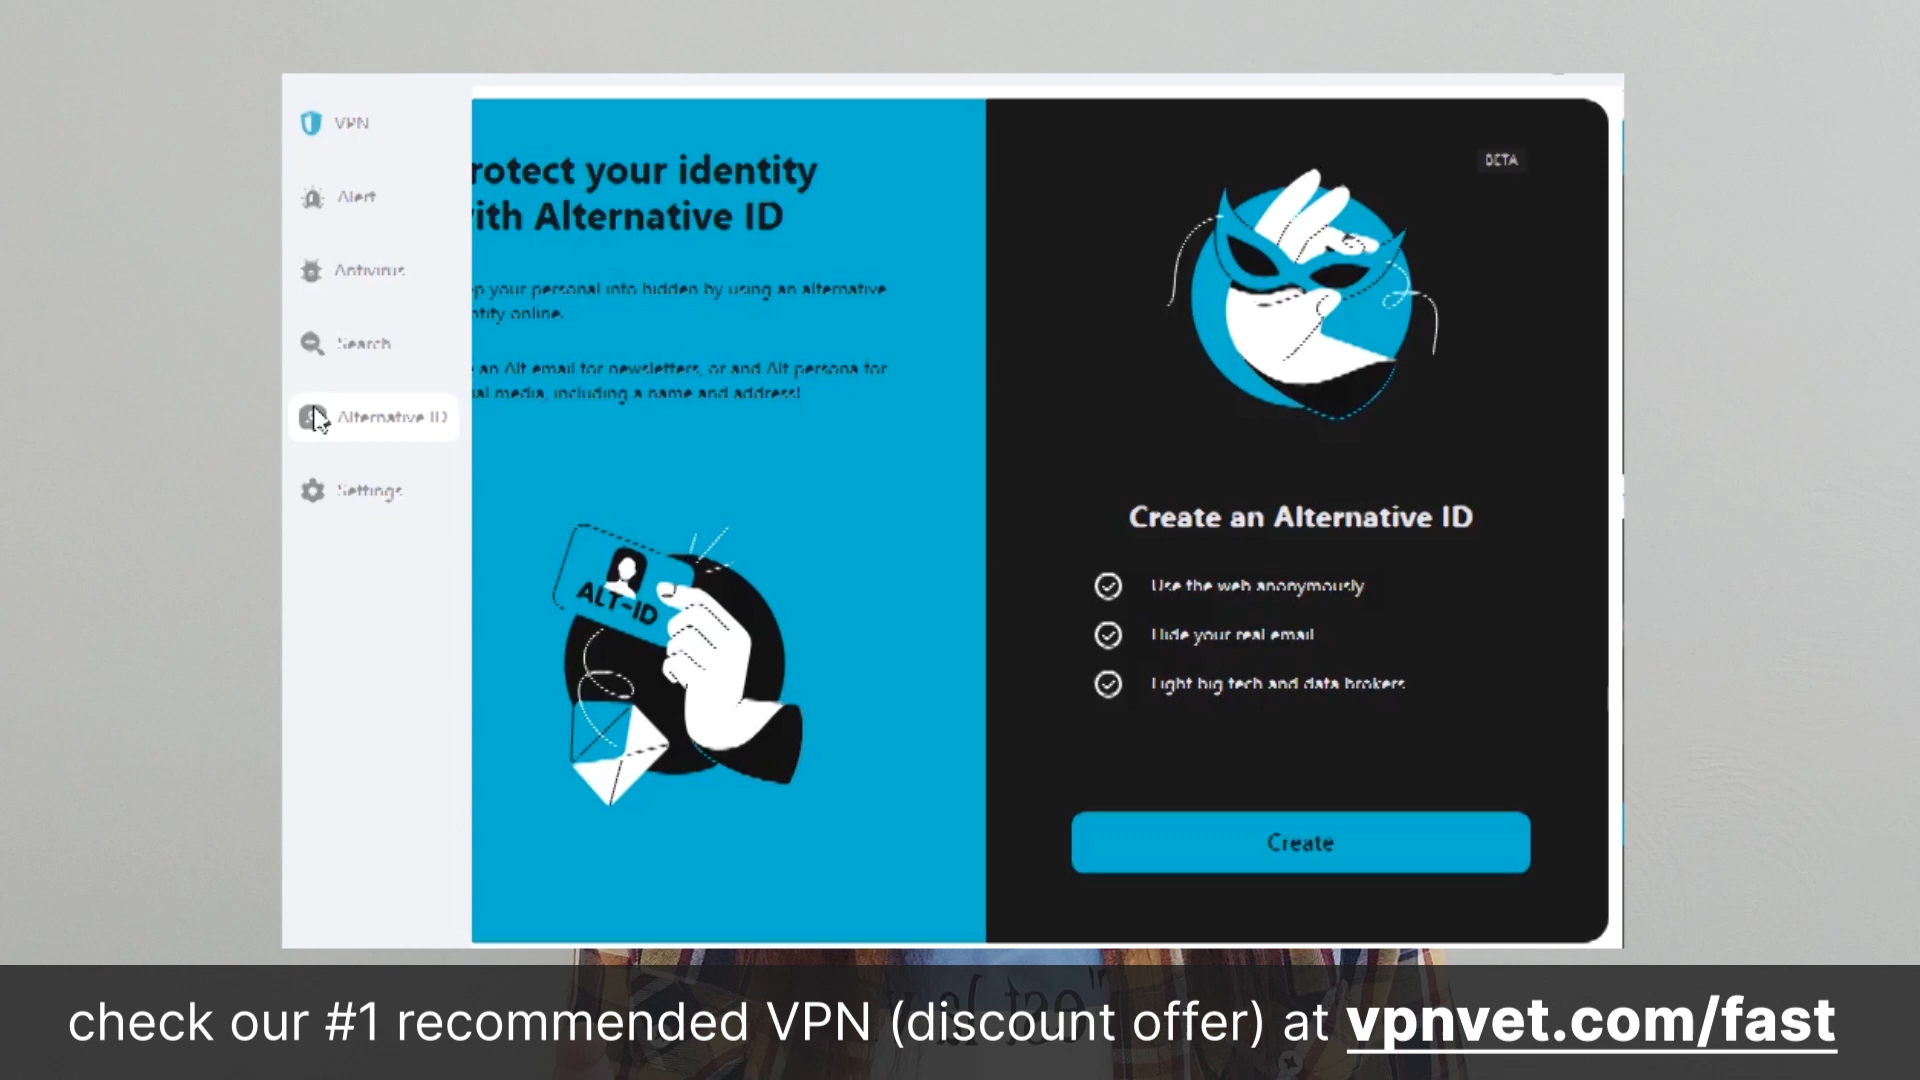 VPN
Alert
Antivirus
Search
Alternative ID
Settings
rotect your identity
ith Alternative ID
p your personal info hidden by using an alternative
ntity online.
an Alt email for newsletters, or and Alt persona for
ial media, including a name and address!
ALT-ID
BETA
Create an Alternative ID
Use the web anonymously
Hide your real email
Fight big tech and data brokers
Create
check our #1 recommended VPN (discount offer) at vpnvet.com/fast